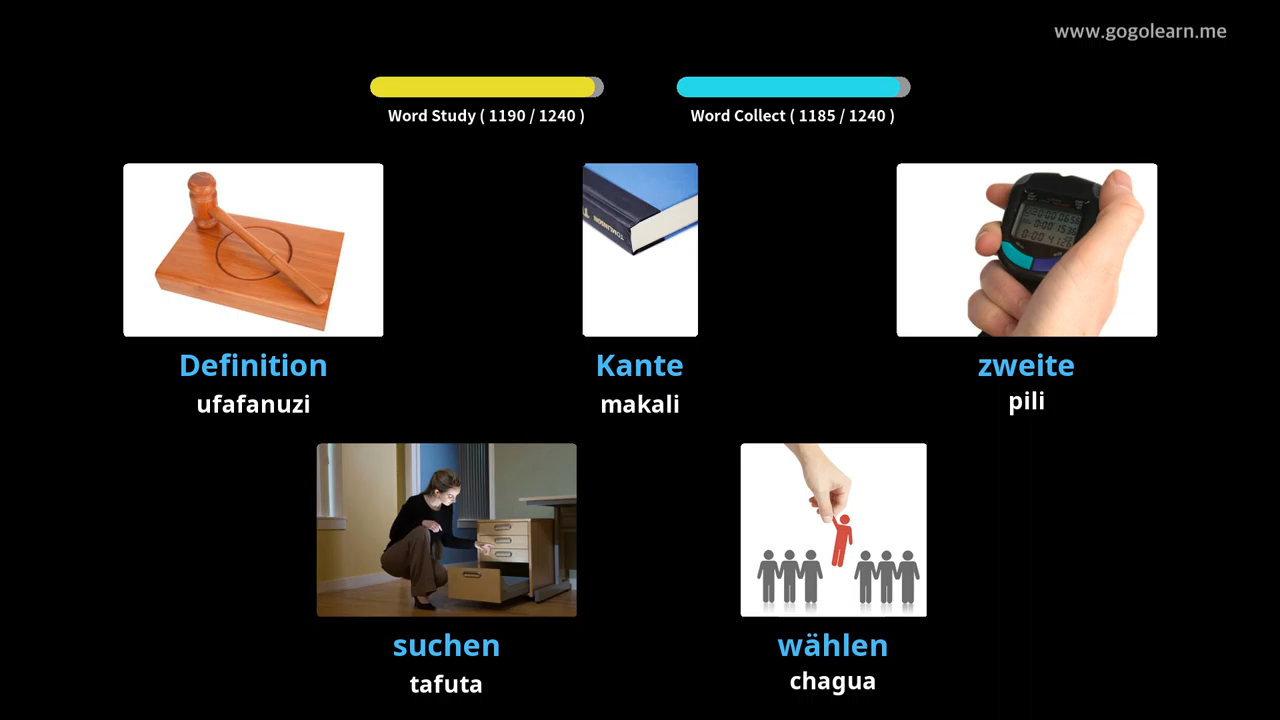 www.gogolearn.me
Word Study ( 1190 / 1240 )
Word Collect ( 1185 / 1240 )
TOMLINSON
Definition
ufafanuzi
Kante
makali
zweite
pili
suchen
tafuta
wählen
chagua